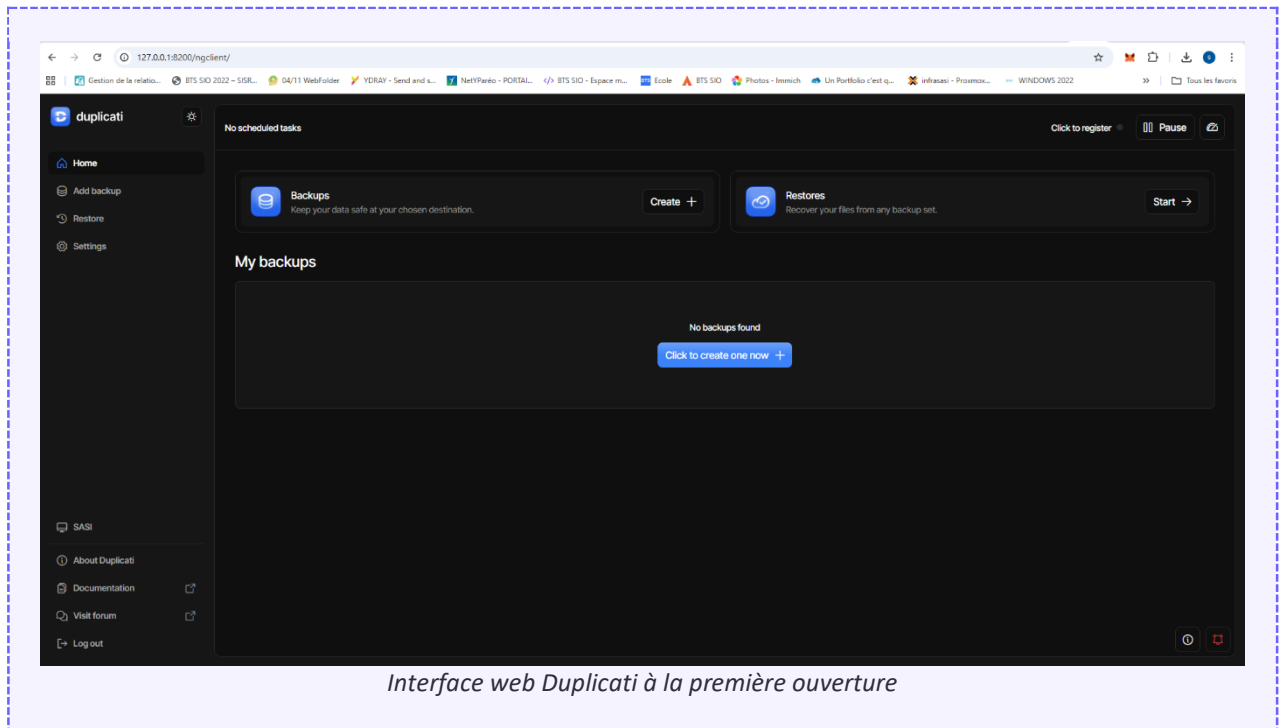 127.0.0.1:8200/ngclient/
Gestion de la relatio... BTS SIO 2022 – SISR... 04/11 WebFolder YDRAY - Send and s... NetYParéo - PORTAI... BTS SIO - Espace m... Ecole BTS SIO Photos - Immich Un Portfolio c'est q... infrasasi - Proxmox... WINDOWS 2022 » Tous les favoris
duplicati
No scheduled tasks
Click to register
Pause
Home
Add backup
Restore
Settings
Backups
Keep your data safe at your chosen destination.
Create +
Restores
Recover your files from any backup set.
Start →
My backups
No backups found
Click to create one now +
SASI
About Duplicati
Documentation
Visit forum
Log out
Interface web Duplicati à la première ouverture